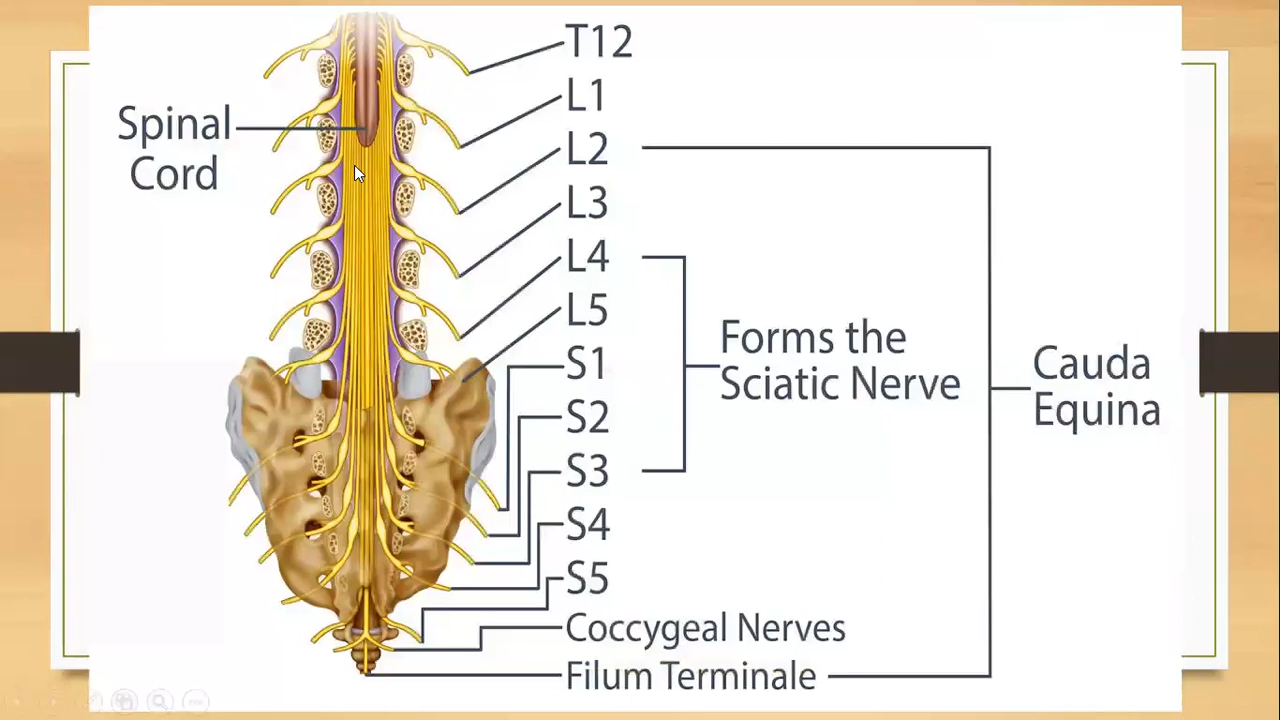 T12
L1
Spinal
Cord
L2
L3
L4
L5
Forms the
Sciatic Nerve
Cauda
Equina
S1
S2
S3
S4
S5
Coccygeal Nerves
Filum Terminale